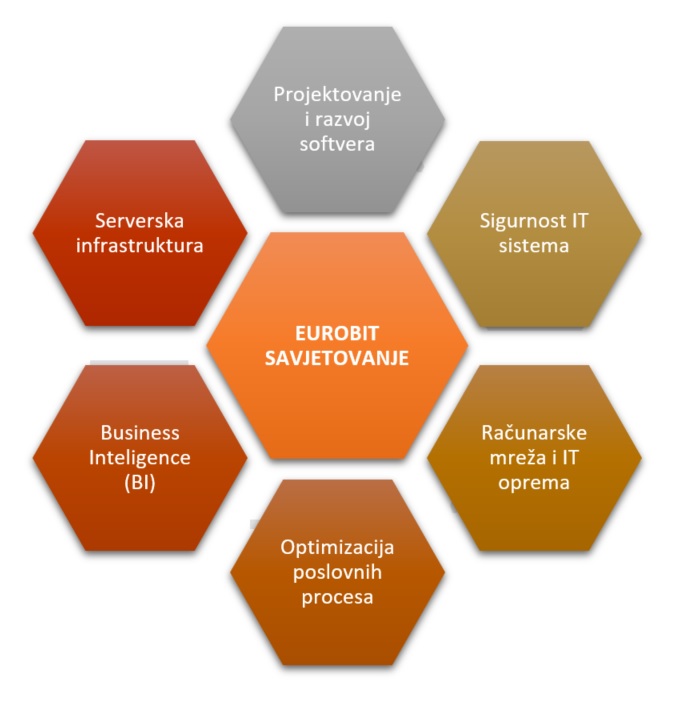 Projektovanje
i razvoj
softvera
Serverska
infrastruktura
Sigurnost IT
sistema
EUROBIT
SAVJETOVANJE
Business
Inteligence
(BI)
Računarske
mreža i IT
oprema
Optimizacija
poslovnih
procesa